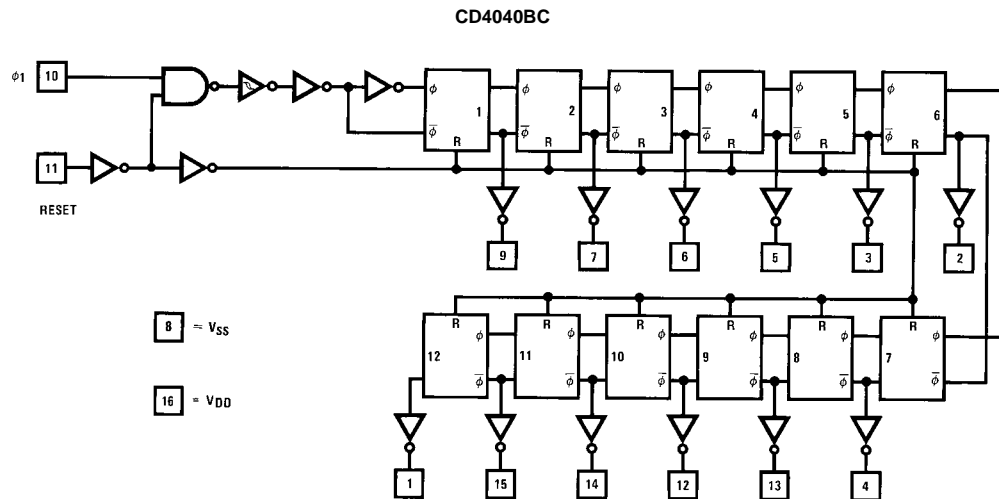 CD4040BC
ϕ1 10
ϕ ϕ ϕ ϕ ϕ ϕ
1 2 3 4 5 6
ϕ̅ ϕ̅ ϕ̅ ϕ̅ ϕ̅ ϕ̅
R R R R R R
11
RESET
9 7 6 5 3 2
8 = VSS
R R R R R R
ϕ ϕ ϕ ϕ ϕ ϕ
12 11 10 9 8 7
ϕ̅ ϕ̅ ϕ̅ ϕ̅ ϕ̅ ϕ̅
16 = VDD
1 15 14 12 13 4